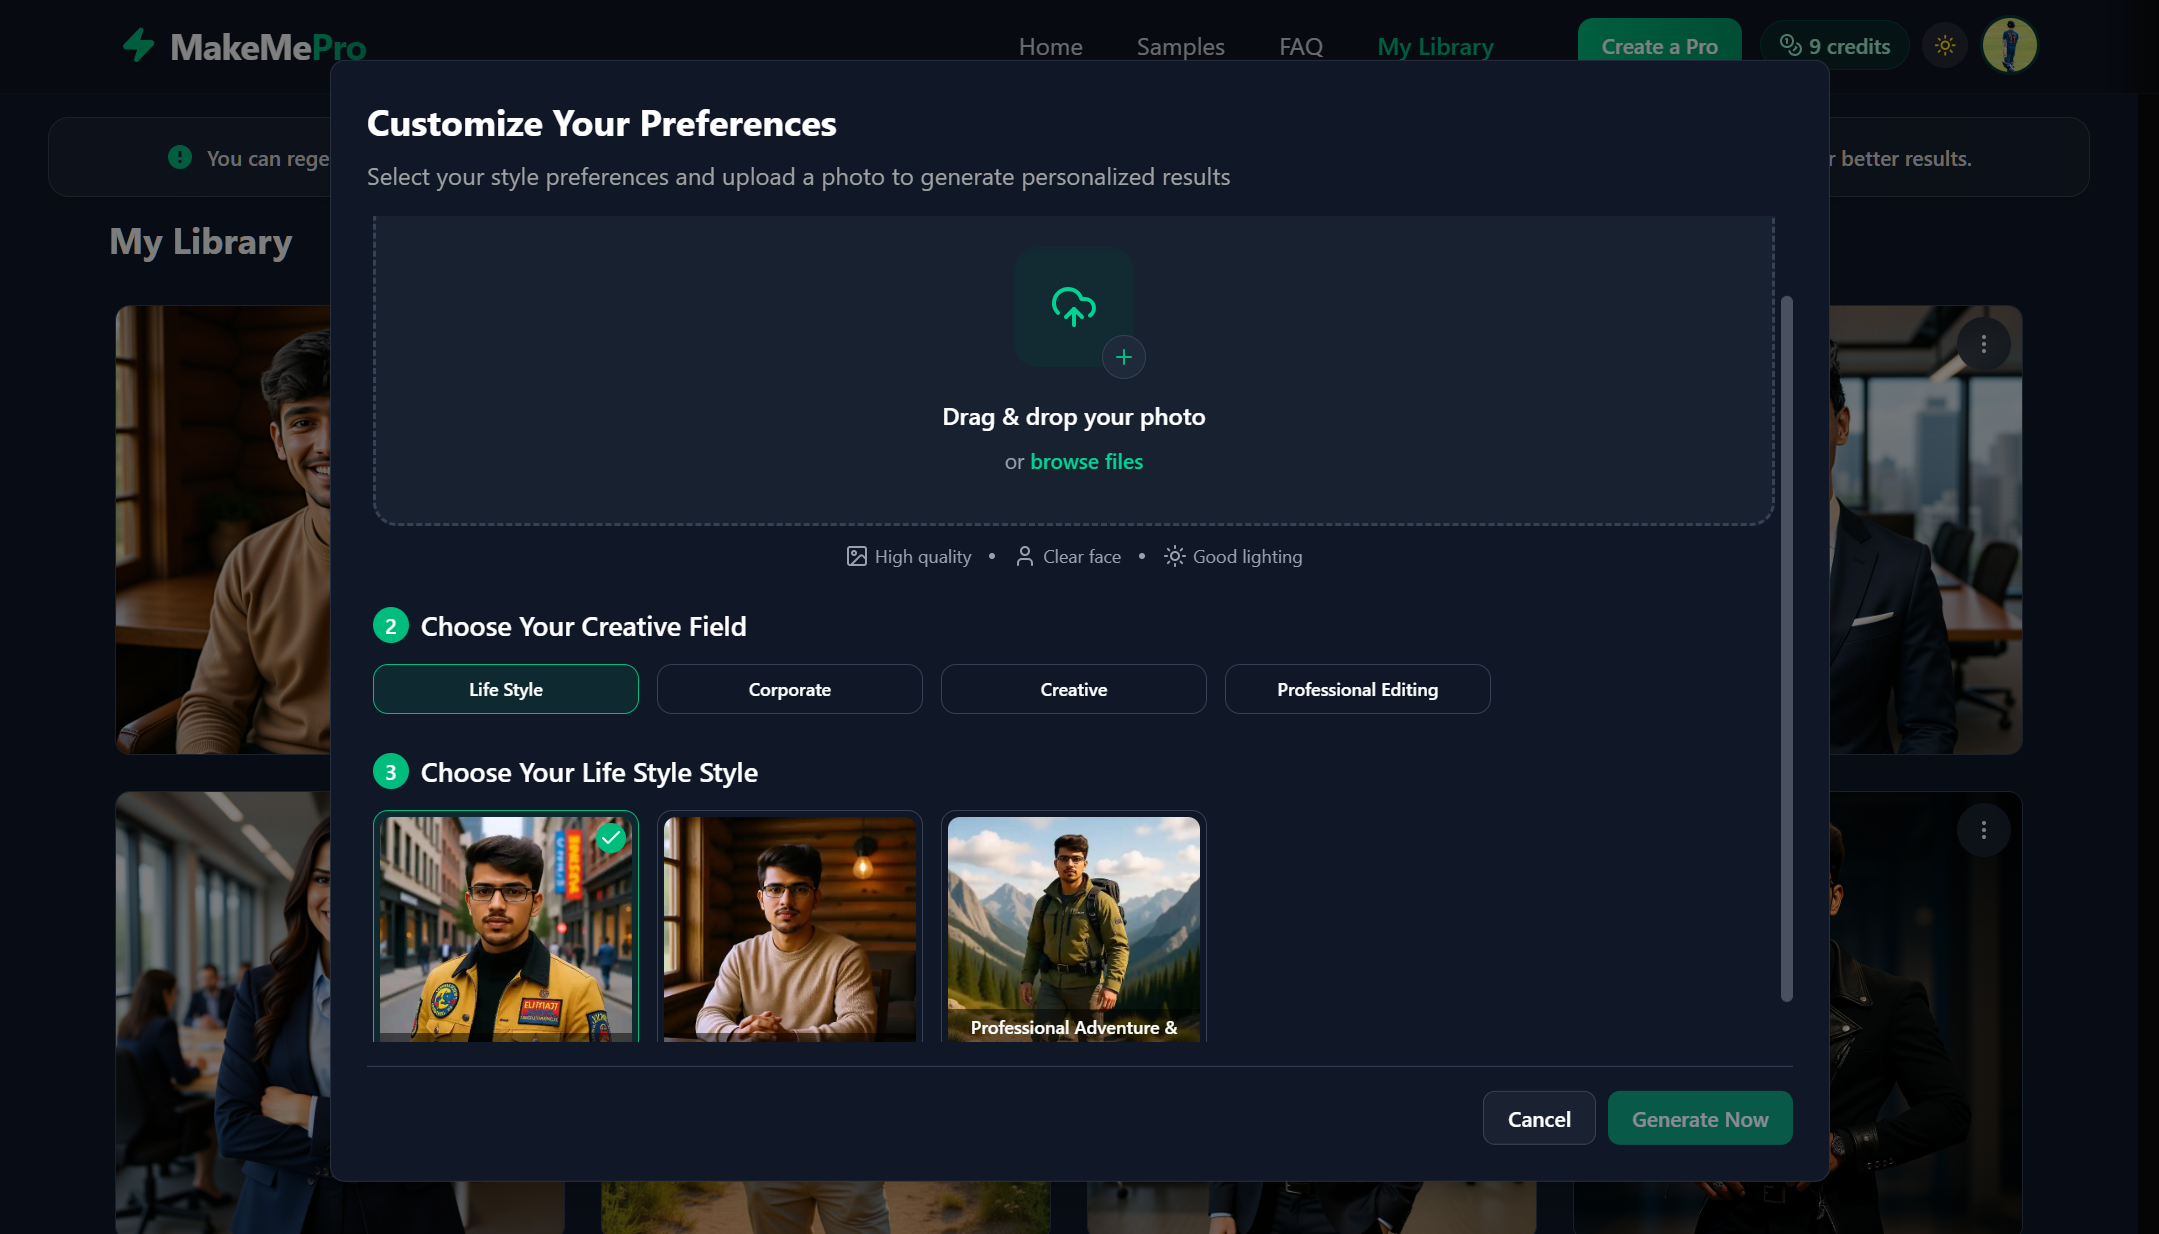 MakeMePro
Home
Samples
FAQ
My Library
Create a Pro
9 credits
You can rege
r better results.
My Library
Customize Your Preferences
Select your style preferences and upload a photo to generate personalized results
Drag & drop your photo
or browse files
High quality • Clear face • Good lighting
2 Choose Your Creative Field
Life Style
Corporate
Creative
Professional Editing
3 Choose Your Life Style Style
Professional Adventure &
Cancel
Generate Now